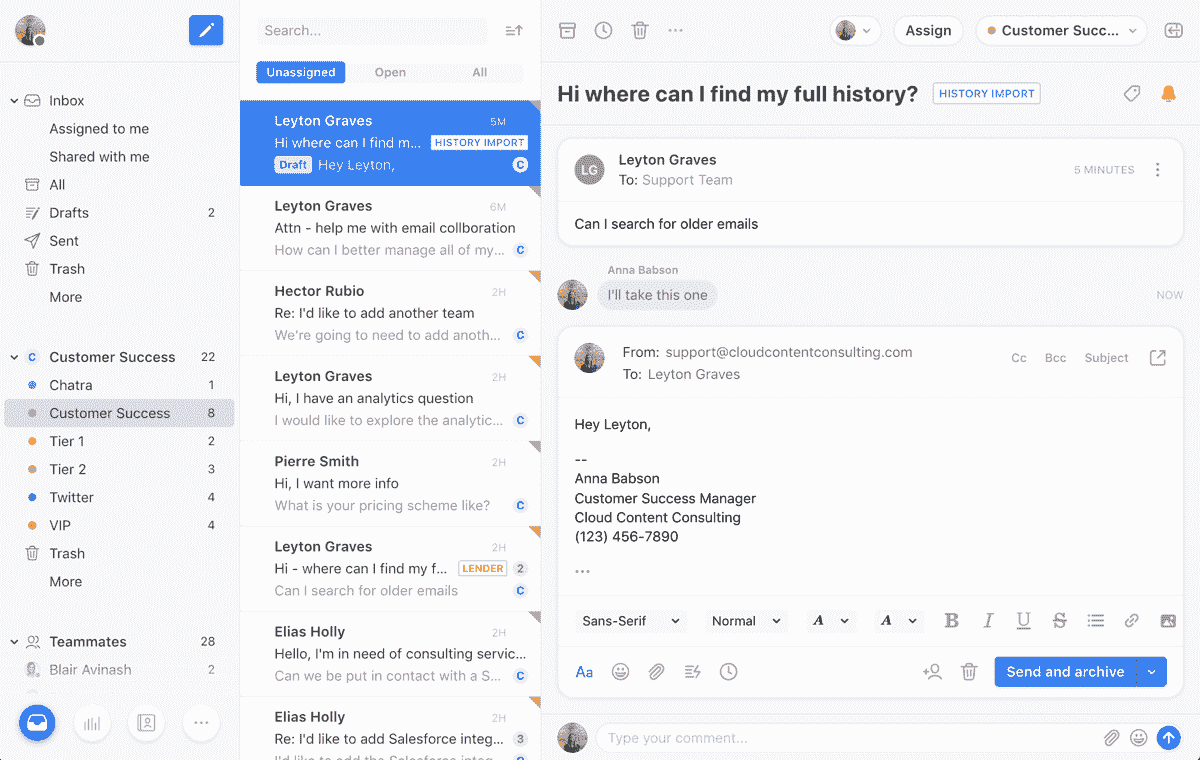 Inbox
Assigned to me
Shared with me
All
Drafts 2
Sent
Trash
More
C Customer Success 22
Chatra 1
Customer Success 8
Tier 1 2
Tier 2 3
Twitter 4
VIP 4
Trash
More
Teammates 28
Blair Avinash 2
Search...
Unassigned Open All
Leyton Graves 5M
Hi where can I find m... HISTORY IMPORT
Draft Hey Leyton, C
Leyton Graves 6M
Attn - help me with email collboration
How can I better manage all of my... C
Hector Rubio 2H
Re: I'd like to add another team
We're going to need to add anoth... C
Leyton Graves 2H
Hi, I have an analytics question
I would like to explore the analytic... C
Pierre Smith 2H
Hi, I want more info
What is your pricing scheme like? C
Leyton Graves 2H
Hi - where can I find my f... LENDER 2
Can I search for older emails C
Elias Holly 2H
Hello, I'm in need of consulting servic...
Can we be put in contact with a S... C
Elias Holly 2H
Re: I'd like to add Salesforce integ... 3
I'd like to add the Salesforce integ...
Assign Customer Succ...
Hi where can I find my full history? HISTORY IMPORT
LG Leyton Graves
To: Support Team
5 MINUTES
Can I search for older emails
Anna Babson
I'll take this one
NOW
From: support@cloudcontentconsulting.com
To: Leyton Graves
Cc Bcc Subject
Hey Leyton,
--
Anna Babson
Customer Success Manager
Cloud Content Consulting
(123) 456-7890
...
Sans-Serif Normal A A B I U S
Aa Send and archive
Type your comment...